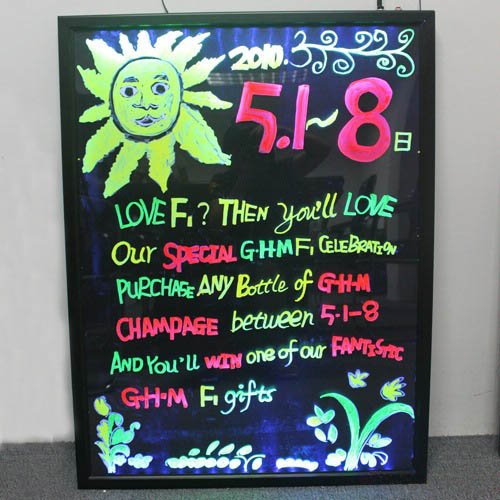 2010.
5.1~8日
LOVE F1? THEN you'll LOVE
Our SPECIAL G·H·M F1 CELEBRATION
PURCHASE ANY Bottle of G·H·M
CHAMPAGE between 5·1-8
AND YOU'll WIN one of our FANTISTIC
G·H·M F1 gifts